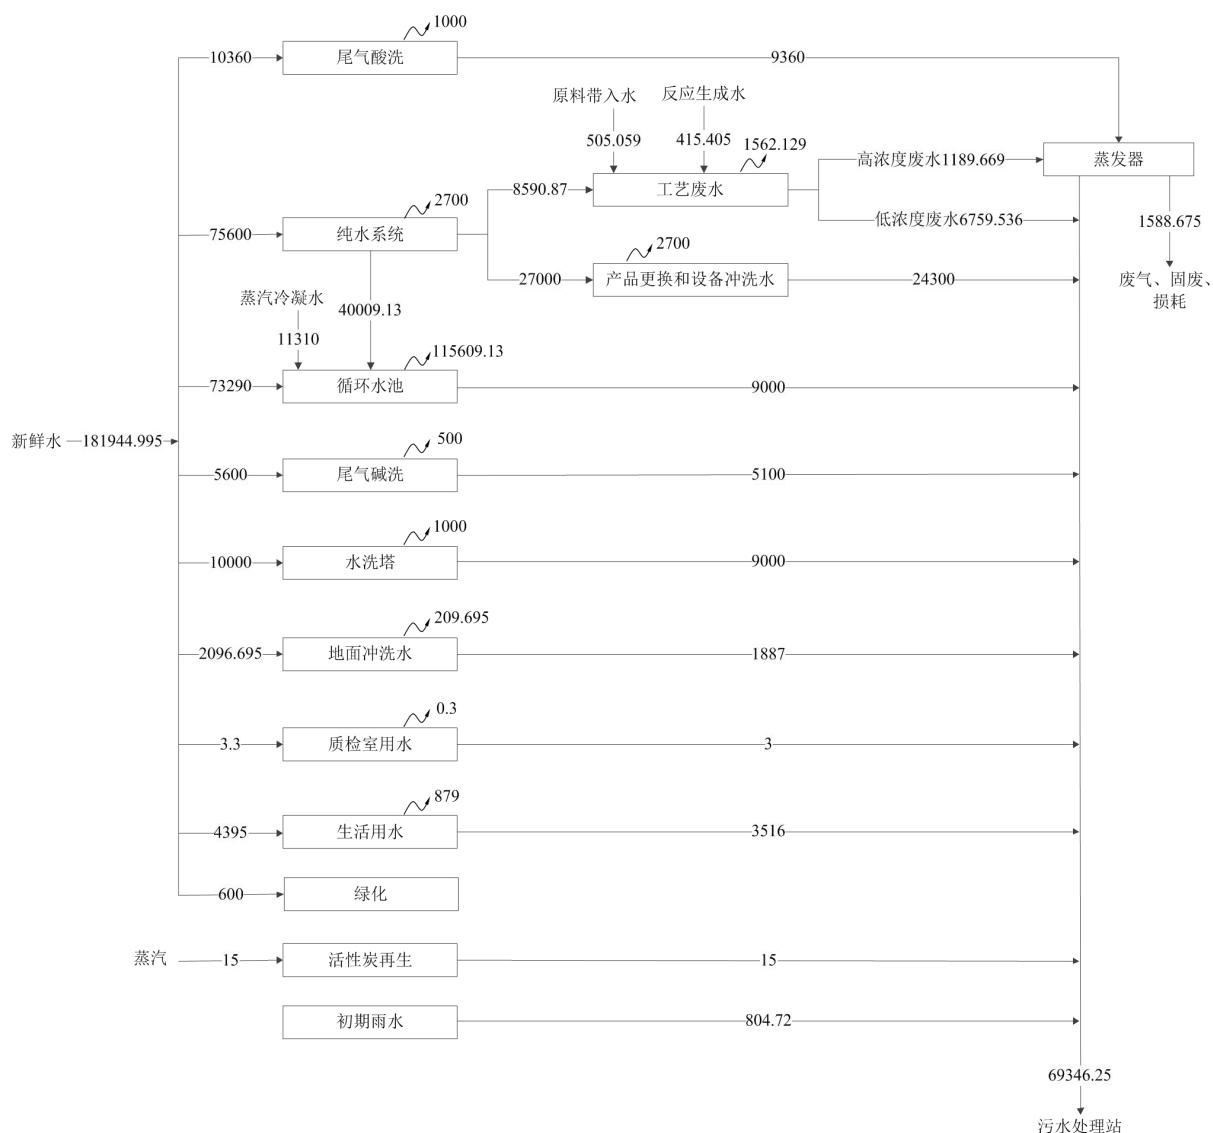 1000
10360
尾气酸洗
9360
原料带入水
反应生成水
505.059
415.405
1562.129
高浓度废水1189.669
蒸发器
8590.87
工艺废水
2700
低浓度废水6759.536
1588.675
75600
纯水系统
2700
27000
产品更换和设备冲洗水
24300
废气、固废、
损耗
蒸汽冷凝水
40009.13
11310
115609.13
73290
循环水池
9000
新鲜水
181944.995
500
5600
尾气碱洗
5100
1000
10000
水洗塔
9000
209.695
2096.695
地面冲洗水
1887
0.3
3.3
质检室用水
3
879
4395
生活用水
3516
600
绿化
蒸汽
15
活性炭再生
15
初期雨水
804.72
69346.25
污水处理站